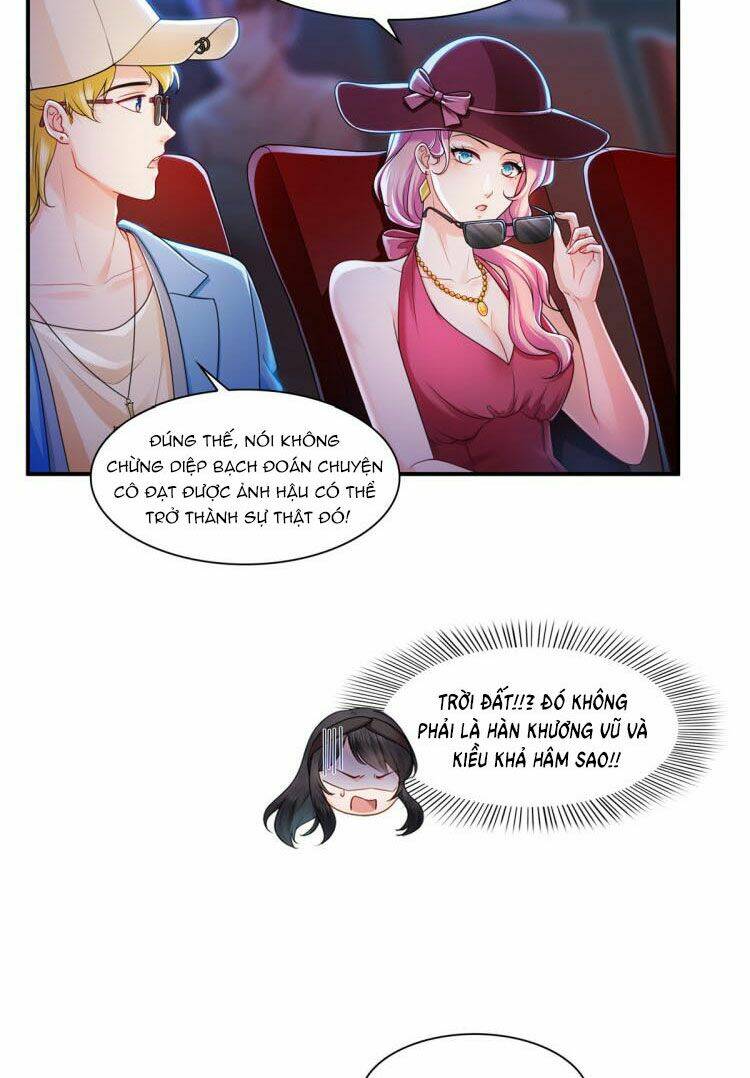 ĐÚNG THẾ, NÓI KHÔNG
CHỪNG DIỆP BẠCH ĐOÁN CHUYỆN
CÔ ĐẠT ĐƯỢC ẢNH HẬU CÓ THỂ
TRỞ THÀNH SỰ THẬT ĐÓ!
TRỜI ĐẤT!!? ĐÓ KHÔNG
PHẢI LÀ HÀN KHƯƠNG VŨ VÀ
KIỀU KHẢ HÂM SAO!!